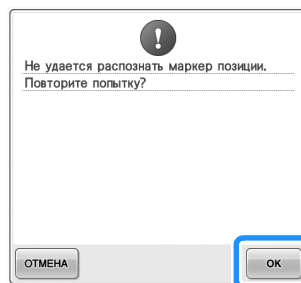 Не удается распознать маркер позиции.
Повторите попытку?
ОТМЕНА
OK